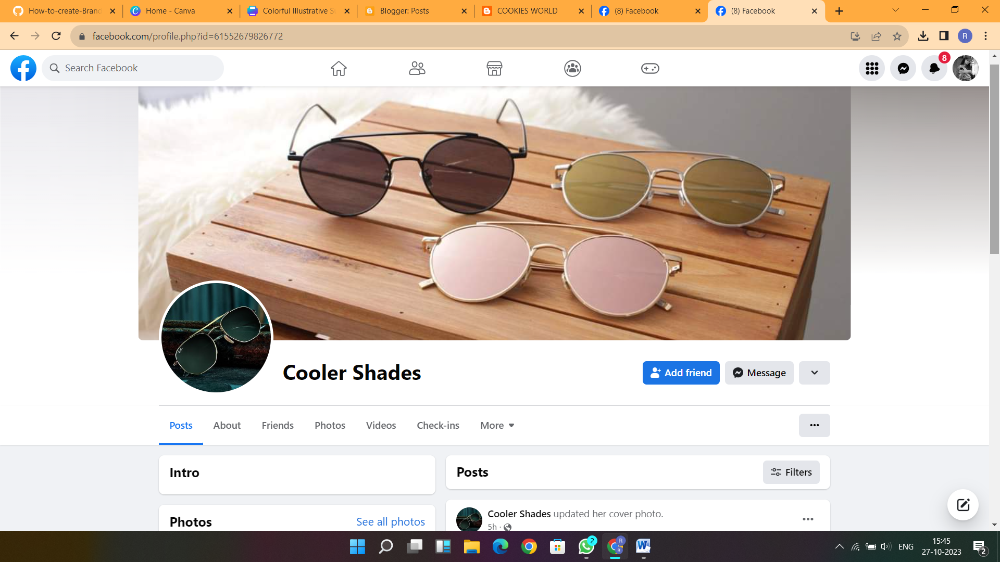 How-to-create-Bran
Home - Canva
Colorful Illustrative S
Blogger: Posts
COOKIES WORLD
(8) Facebook
(8) Facebook
facebook.com/profile.php?id=61552679826772
R
Search Facebook
8
Cooler Shades
Add friend
Message
Posts
About
Friends
Photos
Videos
Check-ins
More
Intro
Posts
Filters
Photos
See all photos
Cooler Shades updated her cover photo.
5h ·
2
R
R
W
ENG
15:45
27-10-2023
2